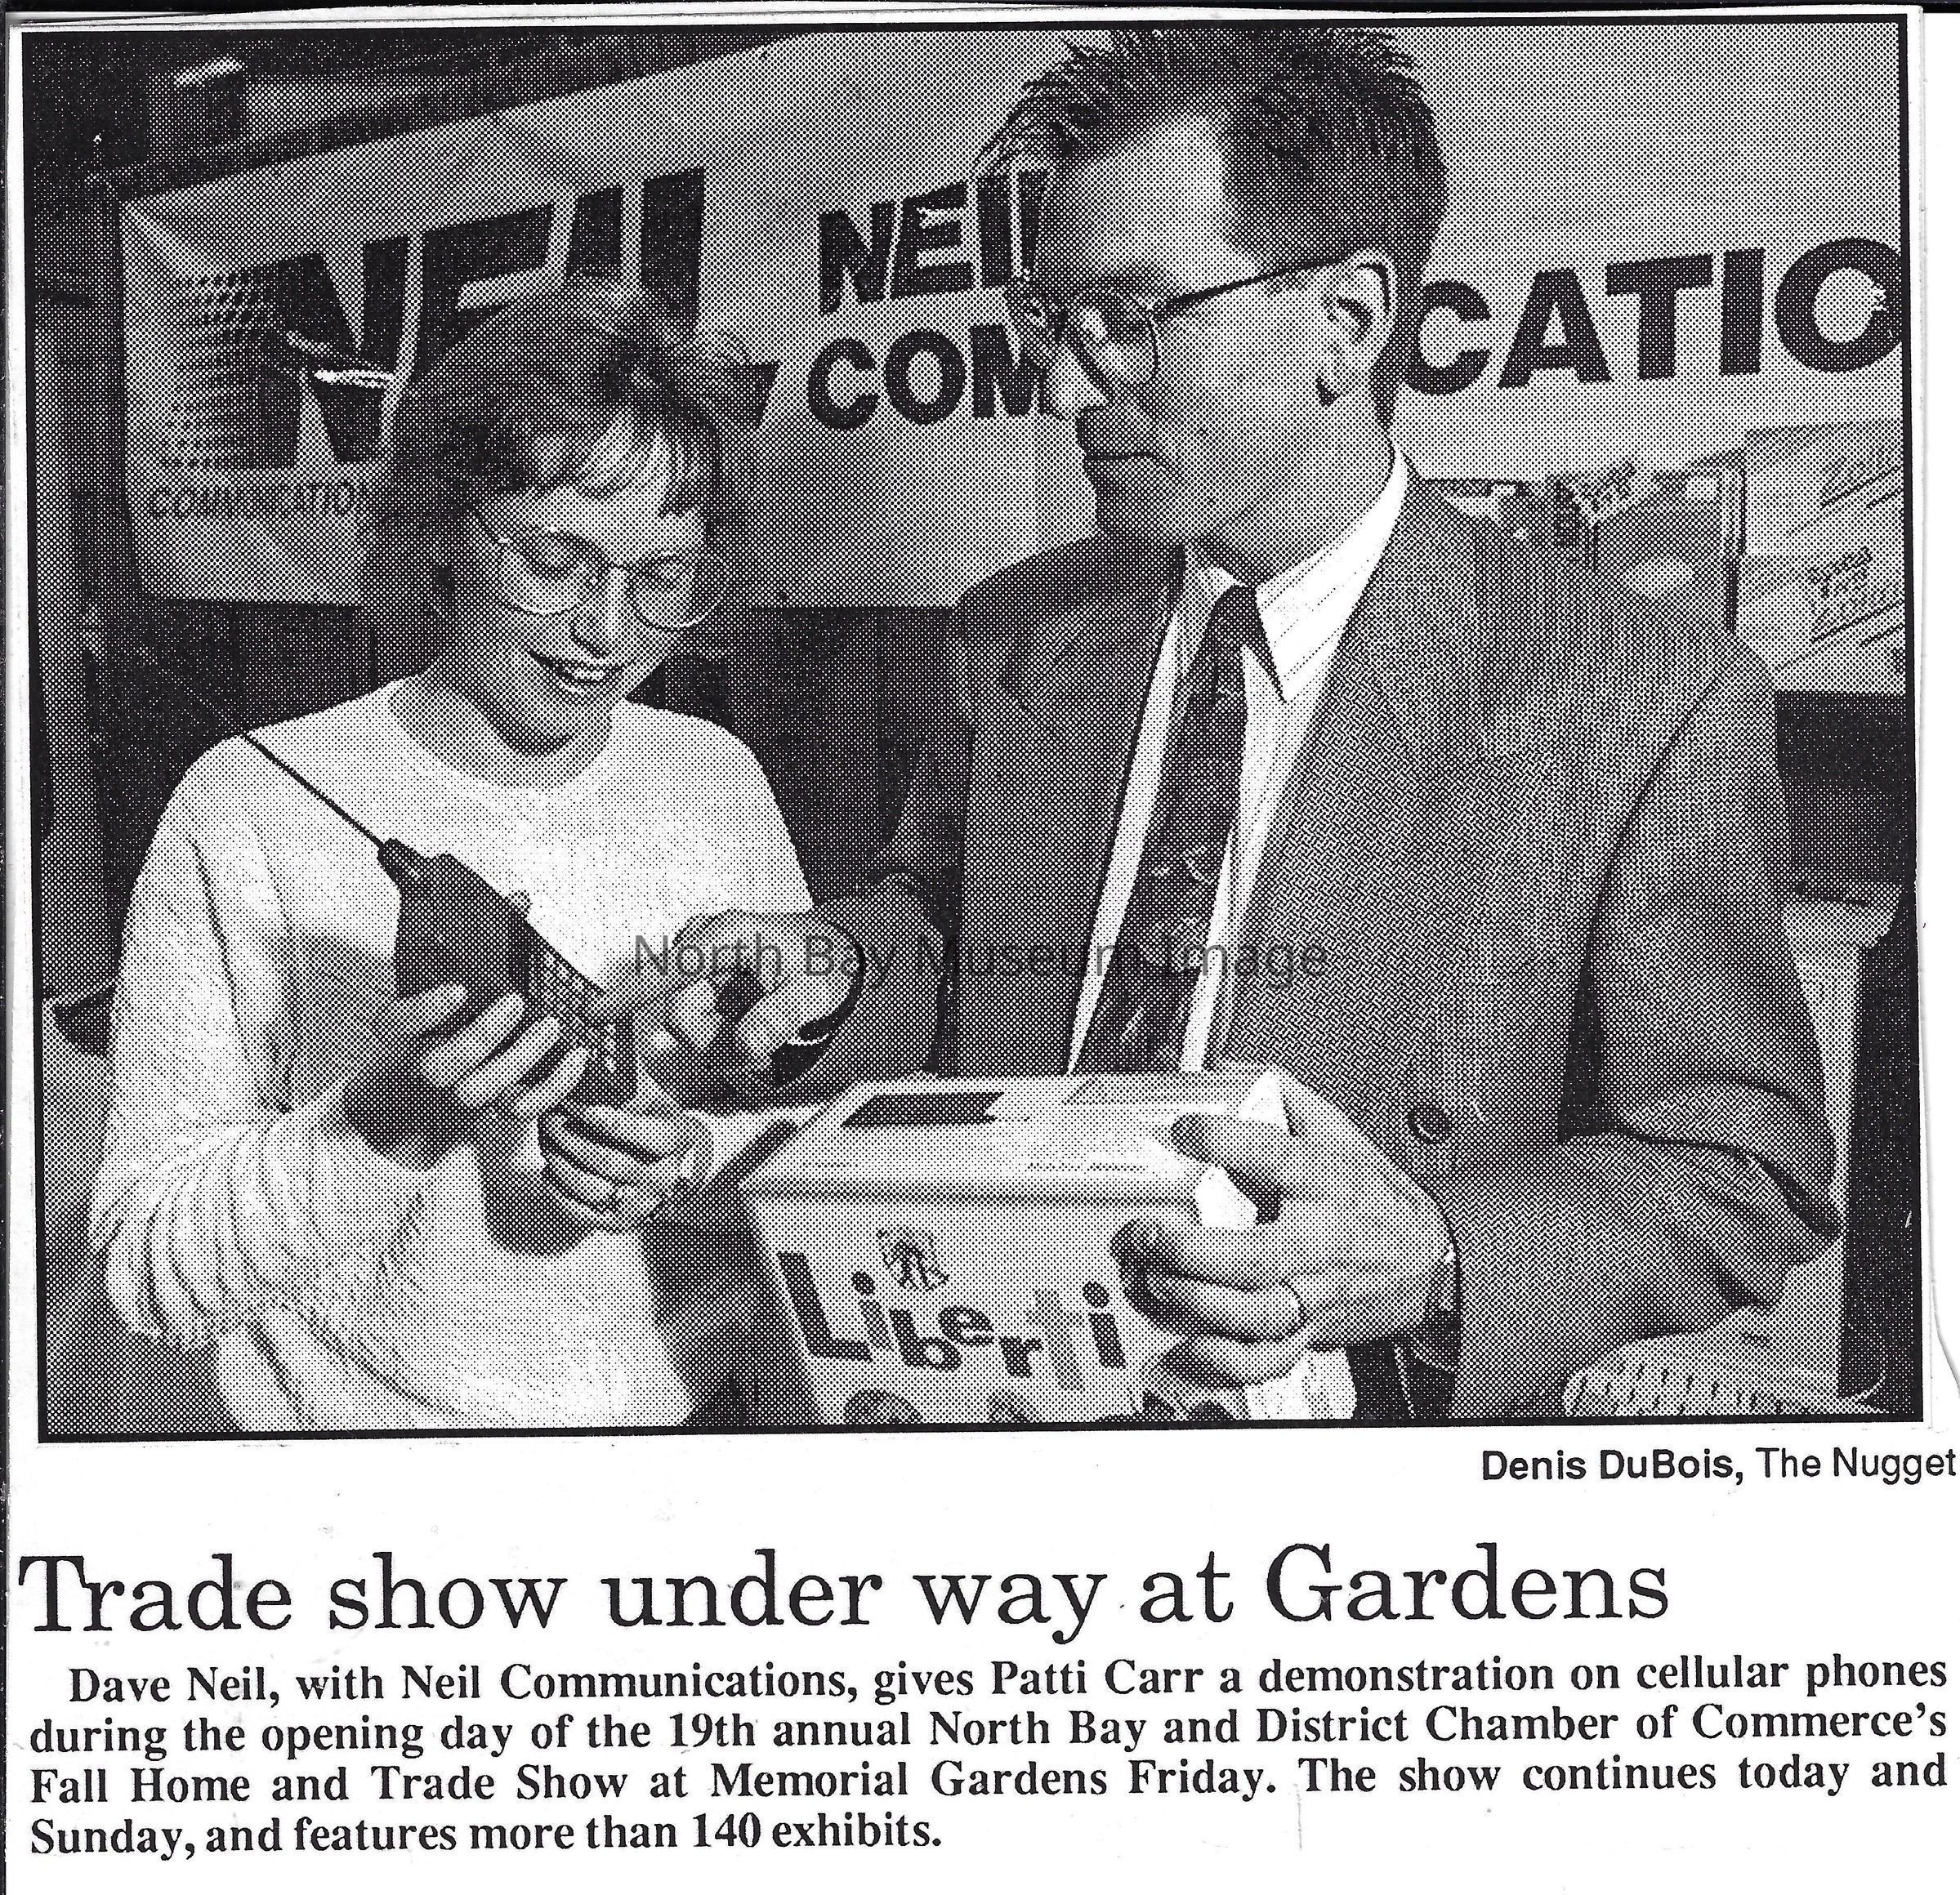 NEIL
COMMUNICATIO
NEIL
COM CATIO
North Bay Museum Image
Liberti
Denis DuBois, The Nugget
Trade show under way at Gardens
Dave Neil, with Neil Communications, gives Patti Carr a demonstration on cellular phones
during the opening day of the 19th annual North Bay and District Chamber of Commerce's
Fall Home and Trade Show at Memorial Gardens Friday. The show continues today and
Sunday, and features more than 140 exhibits.